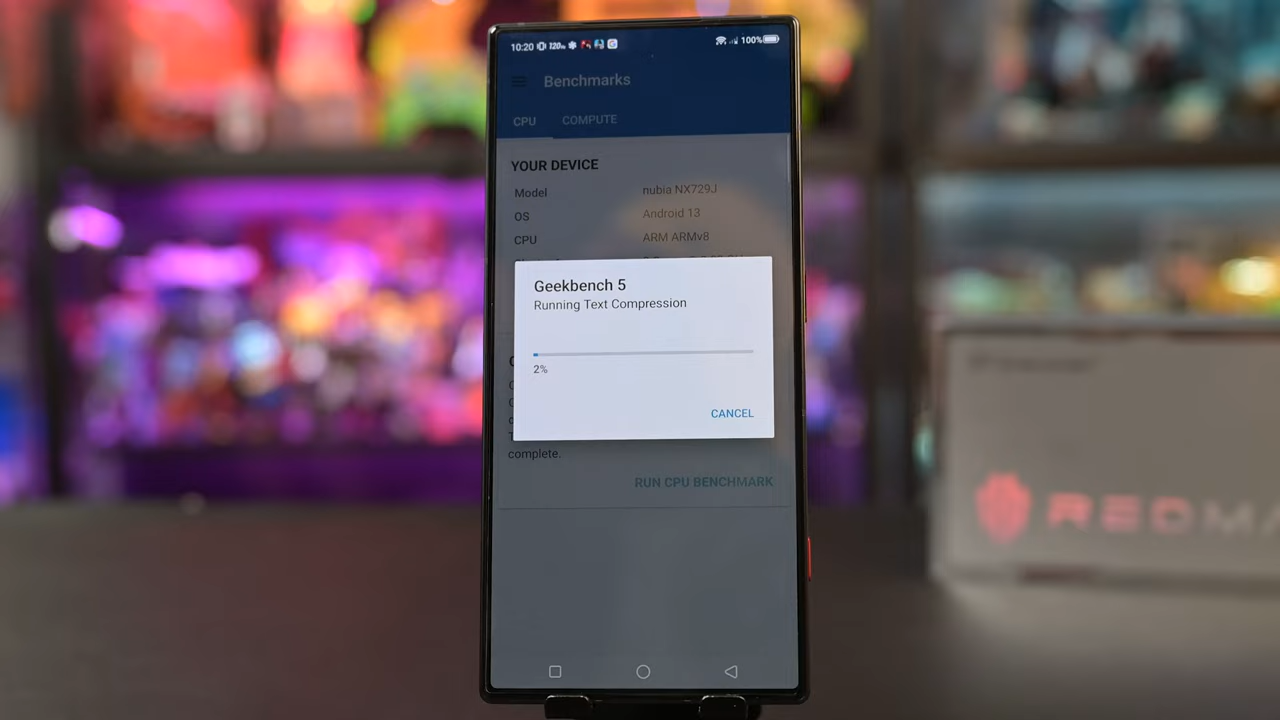 10:20 120Hz 100%
Benchmarks
CPU COMPUTE
YOUR DEVICE
Model nubia NX729J
OS Android 13
CPU ARM ARMv8
Geekbench 5
Running Text Compression
2%
CANCEL
complete.
RUN CPU BENCHMARK
REDMA